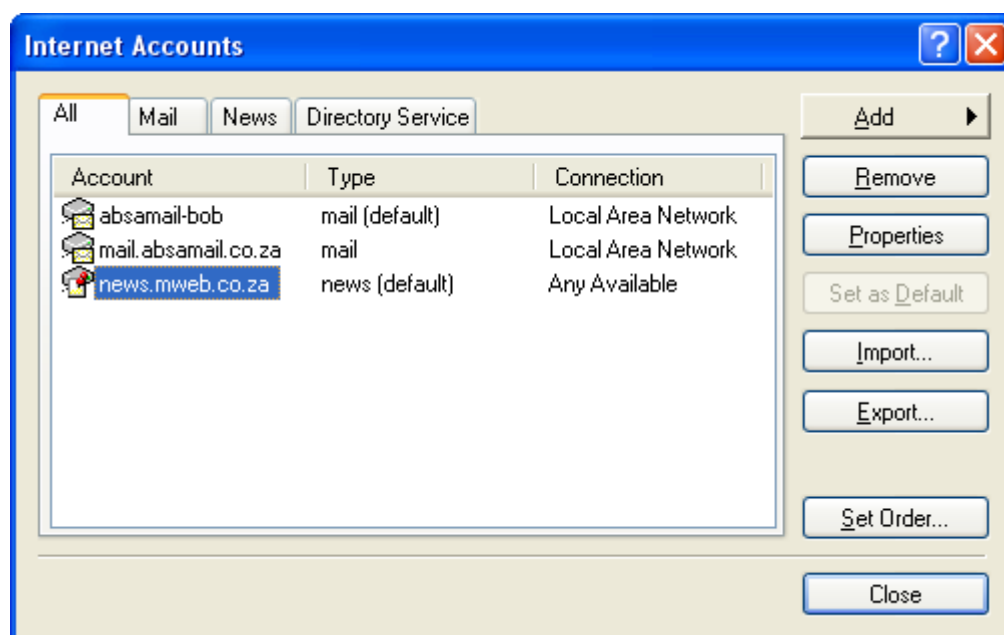 Internet Accounts
All Mail News Directory Service
Add
Remove
Properties
Set as Default
Import...
Export...
Set Order...
Close
Account Type Connection
absamail-bob mail (default) Local Area Network
mail.absamail.co.za mail Local Area Network
news.mweb.co.za news (default) Any Available